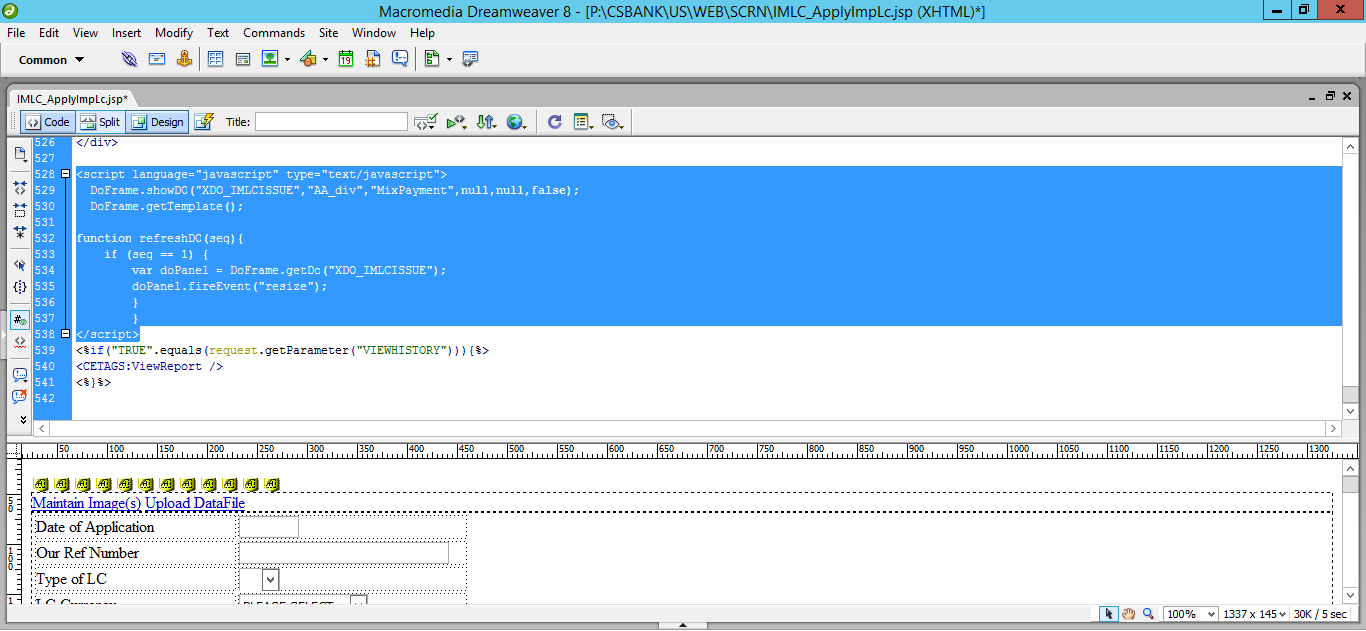 Macromedia Dreamweaver 8 - [P:\CSBANK\US\WEB\SCRN\IMLC_ApplyImpLc.jsp (XHTML)*]
File Edit View Insert Modify Text Commands Site Window Help
Common
19
IMLC_ApplyImpLc.jsp*
Code Split Design Title:
526 </div>
527
528 <script language="javascript" type="text/javascript">
529 DoFrame.showDO("XDO_IMLCISSUE","AA_div","MixPayment",null,null,false);
530 DoFrame.getTemplate();
531
532 function refreshDO(seq){
533 if (seq == 1) {
534 var doPanel = DoFrame.getDo("XDO_IMLCISSUE");
535 doPanel.fireEvent("resize");
536 }
537 }
538 </script>
539 <%if("TRUE".equals(request.getParameter("VIEWHISTORY"))){%>
540 <CETAGS:ViewReport />
541 <%}%>
542
50 100 150 200 250 300 350 400 450 500 550 600 650 700 750 800 850 900 950 1000 1050 1100 1150 1200 1250 1300
Maintain Image(s) Upload DataFile
50
Date of Application
100
Our Ref Number
Type of LC
LC Currency PLEASE SELECT
100% 1337 x 145 30K / 5 sec